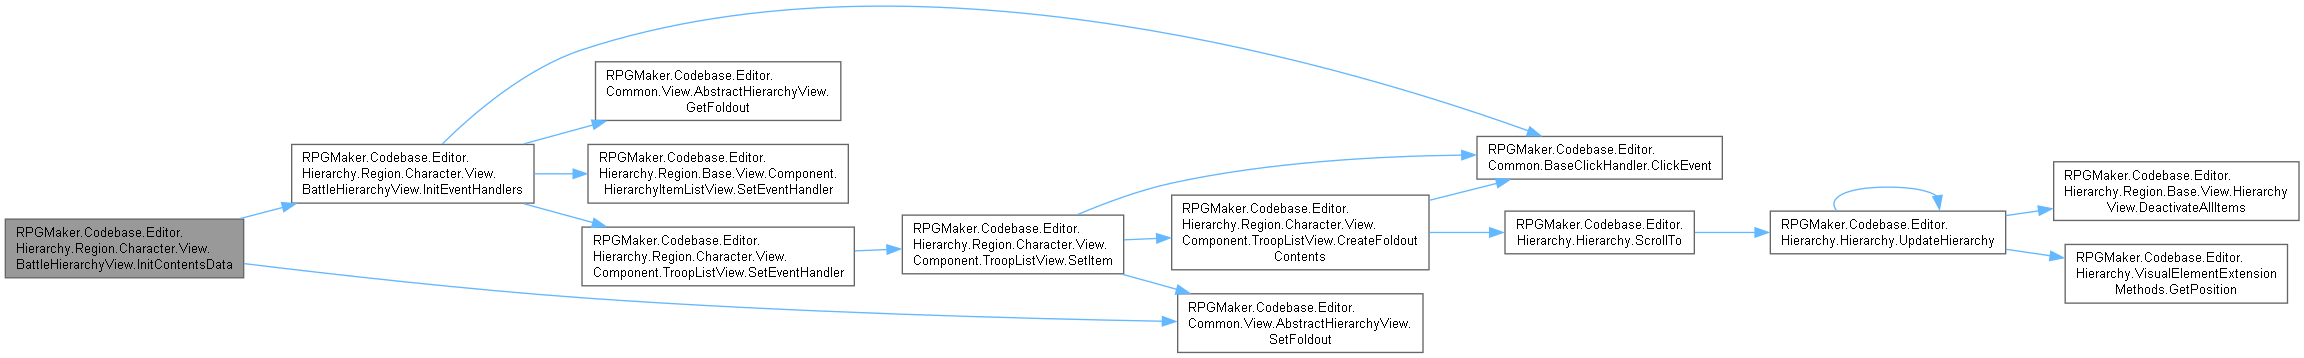 RPGMaker.Codebase.Editor.
Hierarchy.Region.Character.View.
BattleHierarchyView.InitContentsData
RPGMaker.Codebase.Editor.
Hierarchy.Region.Character.View.
BattleHierarchyView.InitEventHandlers
RPGMaker.Codebase.Editor.
Common.View.AbstractHierarchyView.
GetFoldout
RPGMaker.Codebase.Editor.
Hierarchy.Region.Base.View.Component.
HierarchyItemListView.SetEventHandler
RPGMaker.Codebase.Editor.
Hierarchy.Region.Character.View.
Component.TroopListView.SetEventHandler
RPGMaker.Codebase.Editor.
Hierarchy.Region.Character.View.
Component.TroopListView.SetItem
RPGMaker.Codebase.Editor.
Common.BaseClickHandler.ClickEvent
RPGMaker.Codebase.Editor.
Hierarchy.Region.Character.View.
Component.TroopListView.CreateFoldout
Contents
RPGMaker.Codebase.Editor.
Common.View.AbstractHierarchyView.
SetFoldout
RPGMaker.Codebase.Editor.
Hierarchy.Hierarchy.ScrollTo
RPGMaker.Codebase.Editor.
Hierarchy.Hierarchy.UpdateHierarchy
RPGMaker.Codebase.Editor.
Hierarchy.Region.Base.View.Hierarchy
View.DeactivateAllItems
RPGMaker.Codebase.Editor.
Hierarchy.VisualElementExtension
Methods.GetPosition